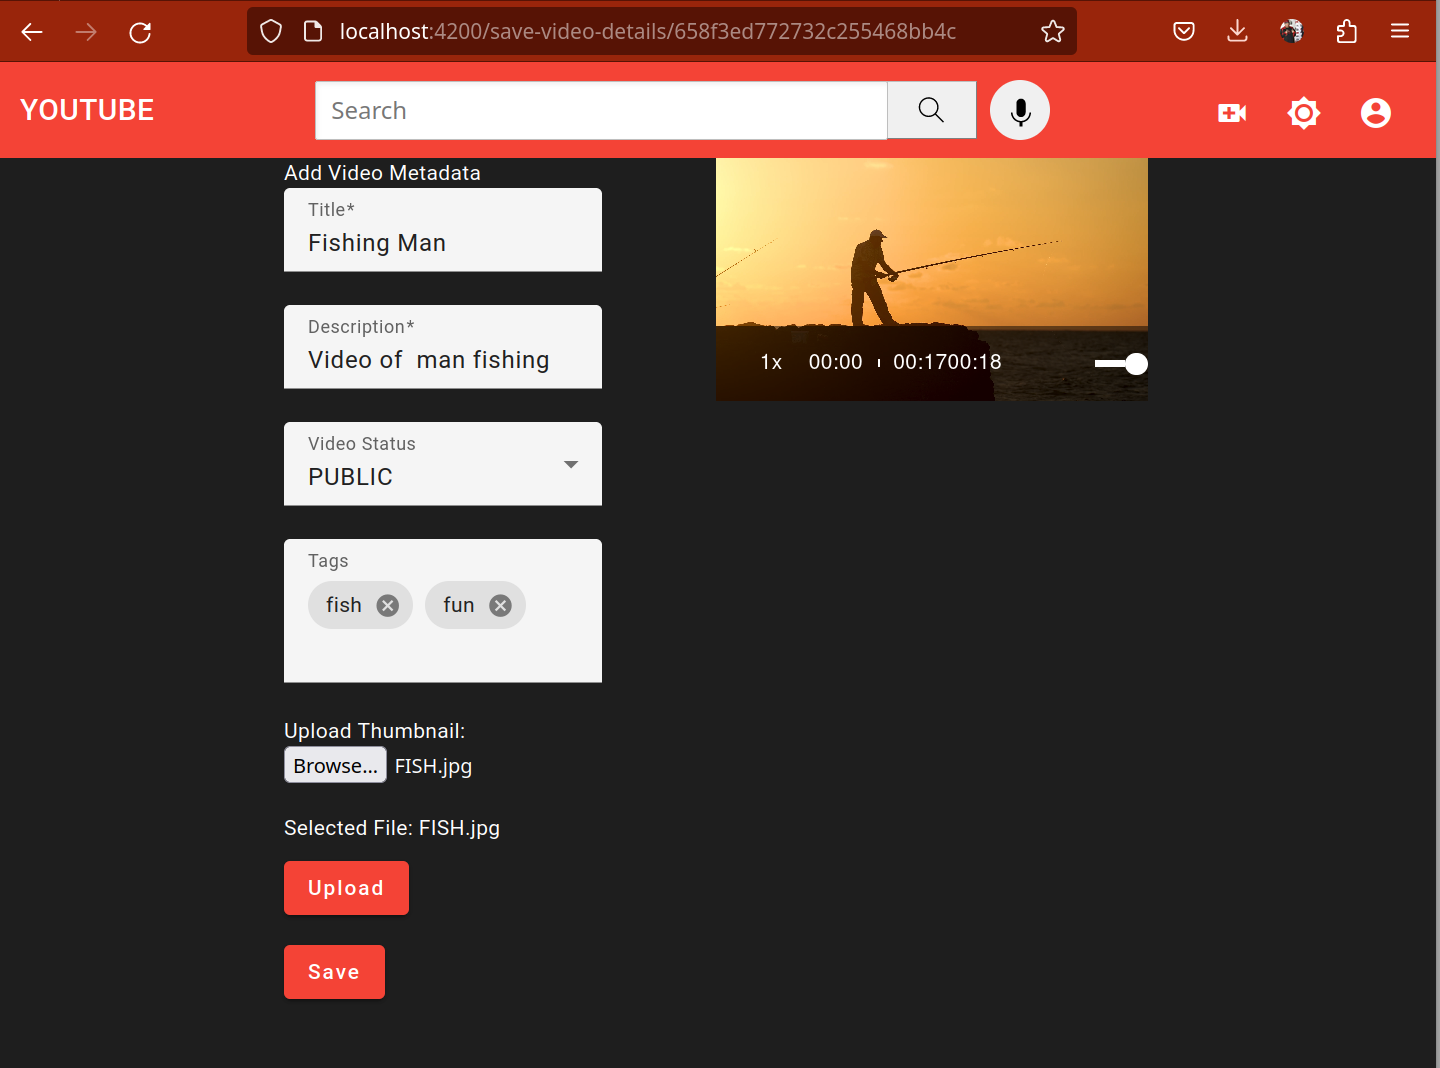 localhost:4200/save-video-details/658f3ed772732c255468bb4c
YOUTUBE
Search
Add Video Metadata
Title*
Fishing Man
Description*
Video of  man fishing
Video Status
PUBLIC
Tags
fish fun
Upload Thumbnail:
Browse... FISH.jpg
Selected File: FISH.jpg
Upload
Save
1x 00:00 00:1700:18